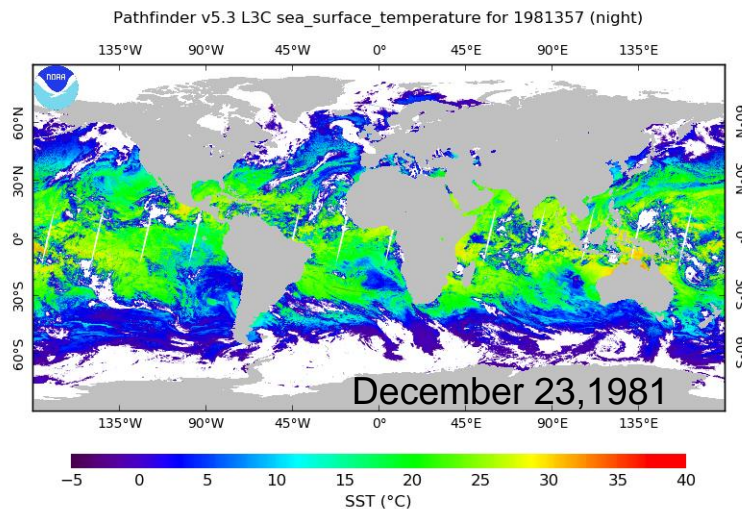 Pathfinder v5.3 L3C sea_surface_temperature for 1981357 (night)
135°W 90°W 45°W 0° 45°E 90°E 135°E
NOAA
60°N 60°N
30°N 30°N
0° 0°
30°S 30°S
60°S 60°S
December 23,1981
135°W 90°W 45°W 0° 45°E 90°E 135°E
−5 0 5 10 15 20 25 30 35 40
SST (°C)